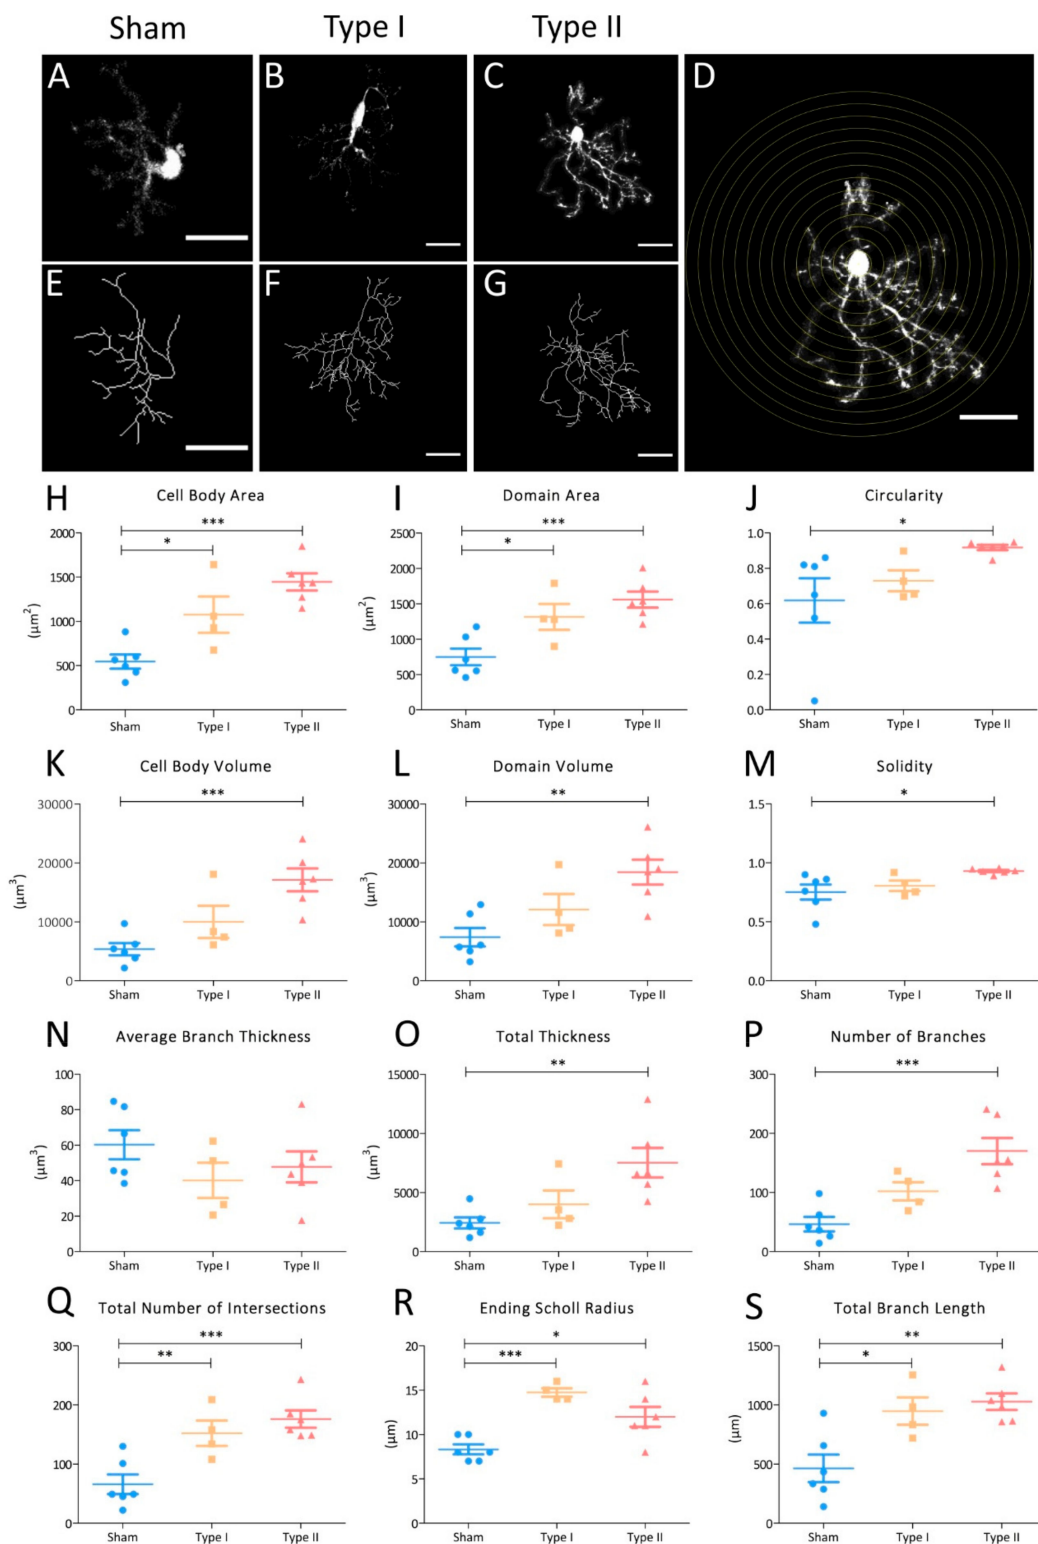 Sham Type I Type II
A B C D
E F G
H Cell Body Area I Domain Area J Circularity
*** *** *
* *
2000 2500 1.0
2000 0.8
1500
1500 0.6
(µm²) 1000 (µm²)
1000 0.4
500
500 0.2
0 0 0.0
Sham Type I Type II Sham Type I Type II Sham Type I Type II
K Cell Body Volume L Domain Volume M Solidity
*** ** *
30000 30000 1.5
20000 20000 1.0
(µm³) (µm³)
10000 10000 0.5
0 0 0.0
Sham Type I Type II Sham Type I Type II Sham Type I Type II
N Average Branch Thickness O Total Thickness P Number of Branches
** ***
100 15000 300
80
10000 200
60
(µm³) (µm³)
40
5000 100
20
0 0 0
Sham Type I Type II Sham Type I Type II Sham Type I Type II
Q Total Number of Intersections R Ending Scholl Radius S Total Branch Length
*** * **
** *** *
300 20 1500
15
200 1000
(µm) 10 (µm)
100 500
5
0 0 0
Sham Type I Type II Sham Type I Type II Sham Type I Type II